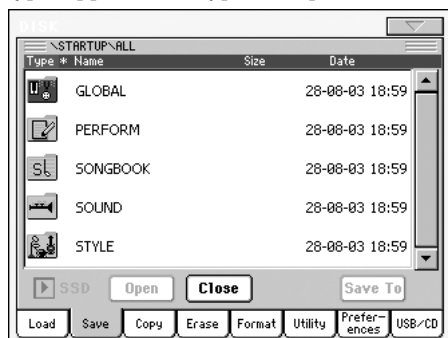 DISK
\STARTUP\ALL
Type * Name Size Date
GLOBAL 28-08-03 18:59
PERFORM 28-08-03 18:59
SL SONGBOOK 28-08-03 18:59
SOUND 28-08-03 18:59
STYLE 28-08-03 18:59
SSD Open Close Save To
Load Save Copy Erase Format Utility Prefer-ences USB/CD